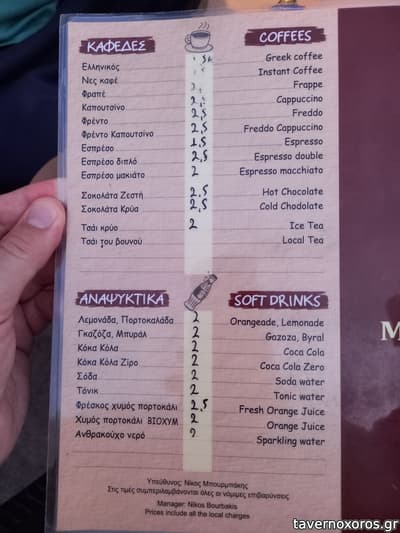 ΚΑΦΕΔΕΣ COFFEES
Ελληνικός Greek coffee
Νες καφέ Instant Coffee
Φραπέ Frappe
Καπουτσίνο 2,5 Cappuccino
Φρέντο 2,5 Freddo
Φρέντο Καπουτσίνο 2,5 Freddo Cappuccino
Εσπρέσο 1,5 Espresso
Εσπρέσο διπλό 2,5 Espresso double
Εσπρέσο μακιάτο 2 Espresso macchiato
Σοκολάτα Ζεστή 2,5 Hot Chocolate
Σοκολάτα Κρύα 2,5 Cold Chodolate
Τσάι κρύο 2 Ice Tea
Τσάι του βουνού Local Tea
ΑΝΑΨΥΚΤΙΚΑ SOFT DRINKS
Λεμονάδα, Πορτοκαλάδα 2 Orangeade, Lemonade
Γκαζόζα, Μπυράλ 2 Gazoza, Byral
Κόκα Κόλα 2 Coca Cola
Κόκα Κόλα Ζίρο 2 Coca Cola Zero
Σόδα 2 Soda water
Τόνικ 2 Tonic water
Φρέσκος χυμός πορτοκάλι 2,5 Fresh Orange Juice
Χυμός πορτοκάλι ΒΙΟΧΥΜ 2 Orange Juice
Ανθρακούχο νερό 2 Sparkling water
Υπεύθυνος: Νίκος Μπουρμπάκης
Στις τιμές συμπεριλαμβάνονται όλες οι νόμιμες επιβαρύνσεις
Manager: Nikos Bourbakis
Prices include all the local charges
M
tavernoxoros.gr